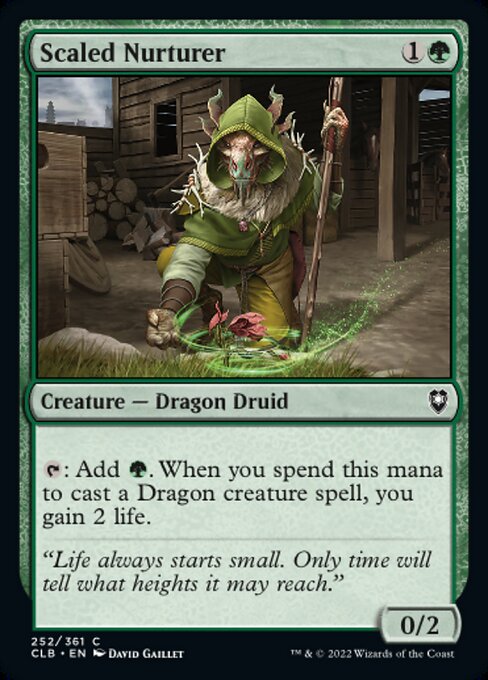 Scaled Nurturer 1
Creature — Dragon Druid
: Add . When you spend this mana
to cast a Dragon creature spell, you
gain 2 life.
“Life always starts small. Only time will
tell what heights it may reach.”
0/2
252/361 C
CLB • EN DAVID GAILLET
™ & © 2022 Wizards of the Coast